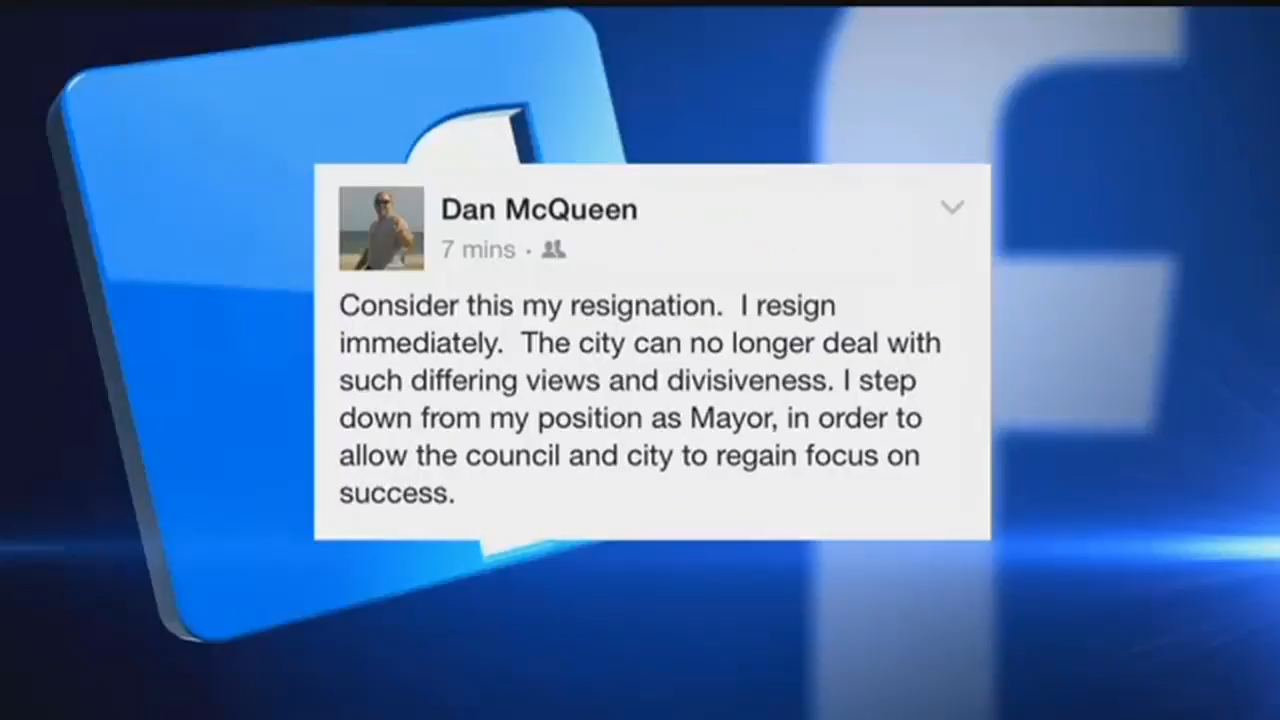 Dan McQueen
7 mins ·
Consider this my resignation.  I resign
immediately.  The city can no longer deal with
such differing views and divisiveness. I step
down from my position as Mayor, in order to
allow the council and city to regain focus on
success.